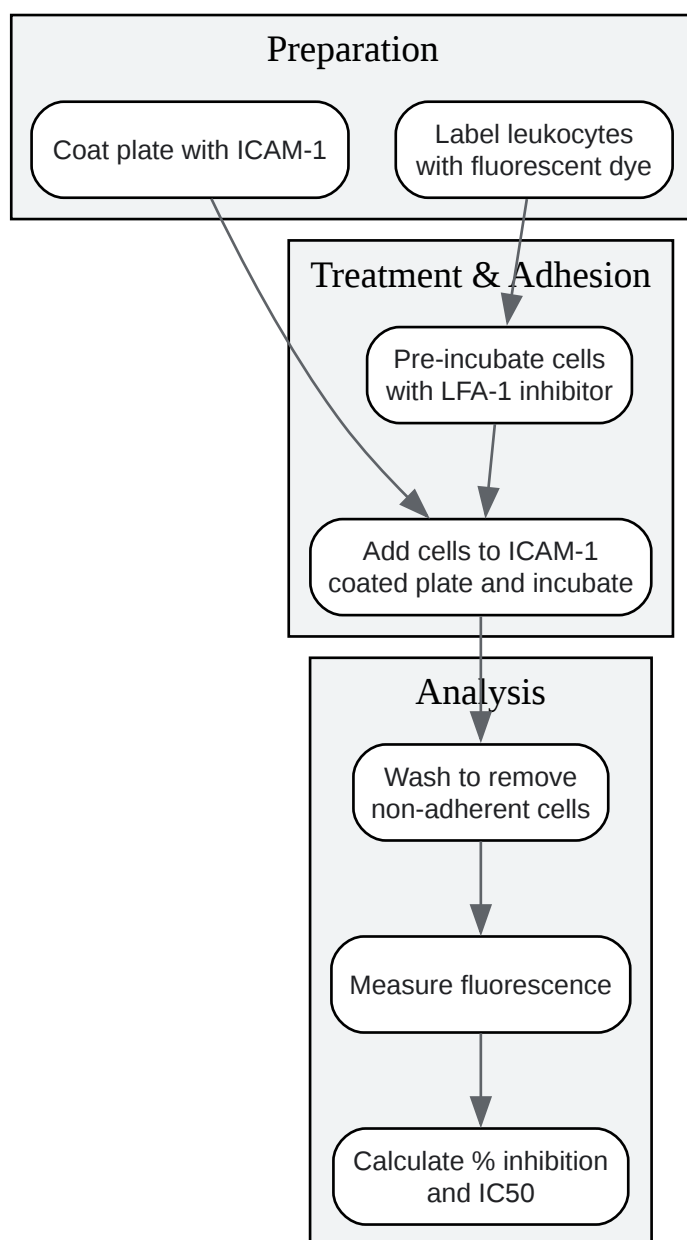 Preparation
Coat plate with ICAM-1
Label leukocytes
with fluorescent dye
Treatment & Adhesion
Pre-incubate cells
with LFA-1 inhibitor
Add cells to ICAM-1
coated plate and incubate
Analysis
Wash to remove
non-adherent cells
Measure fluorescence
Calculate % inhibition
and IC50